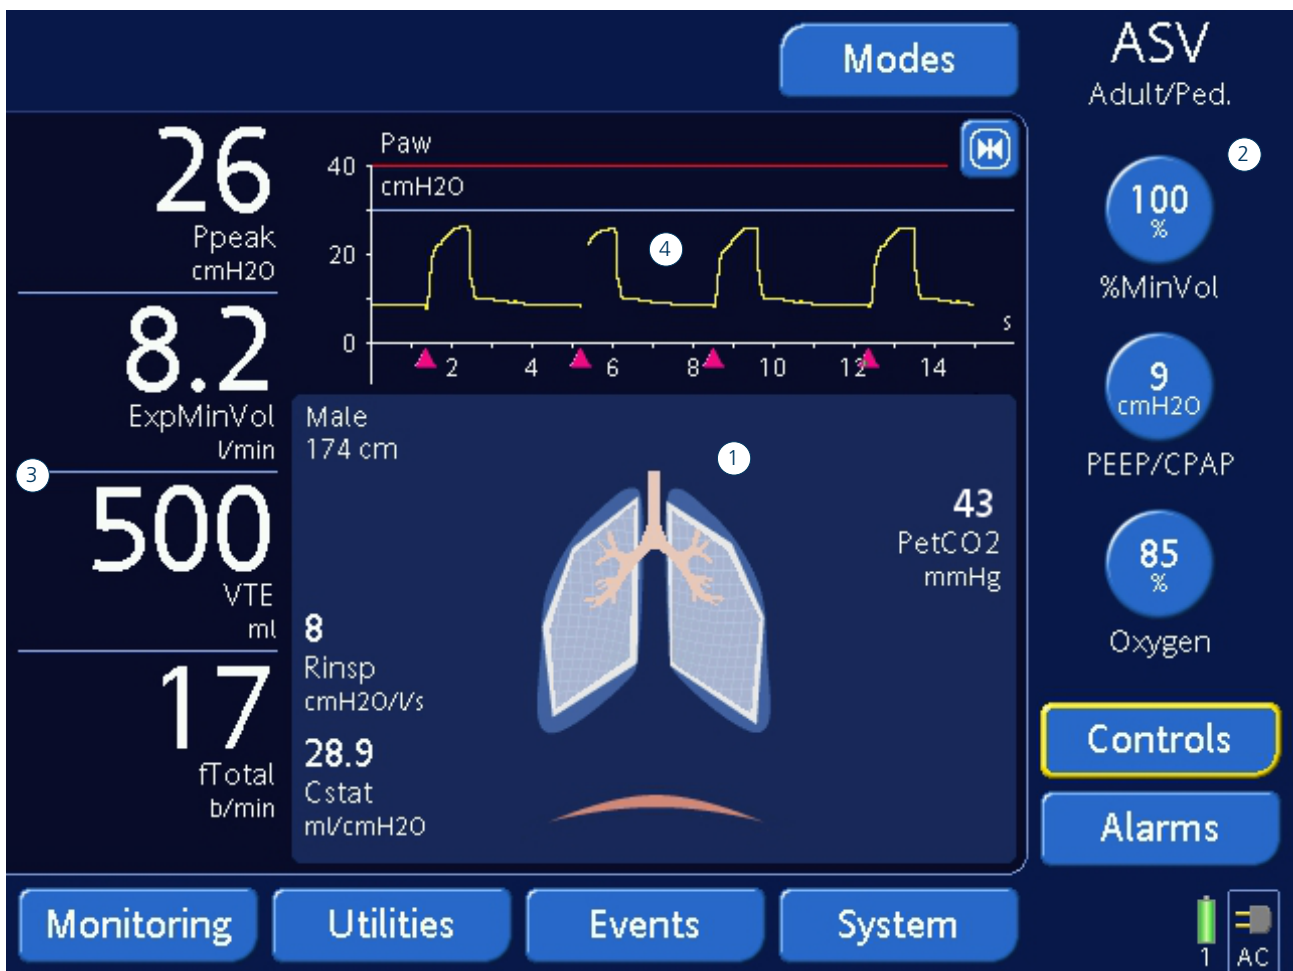 Modes
ASV
Adult/Ped.
26
Ppeak
cmH2O
8.2
ExpMinVol
l/min
3
500
VTE
ml
17
fTotal
b/min
Paw
40
cmH2O
20
4
0
s
2 4 6 8 10 12 14
Male
174 cm
1
43
PetCO2
mmHg
8
Rinsp
cmH2O/l/s
28.9
Cstat
ml/cmH2O
2
100
%
%MinVol
9
cmH2O
PEEP/CPAP
85
%
Oxygen
Controls
Alarms
Monitoring
Utilities
Events
System
1
AC